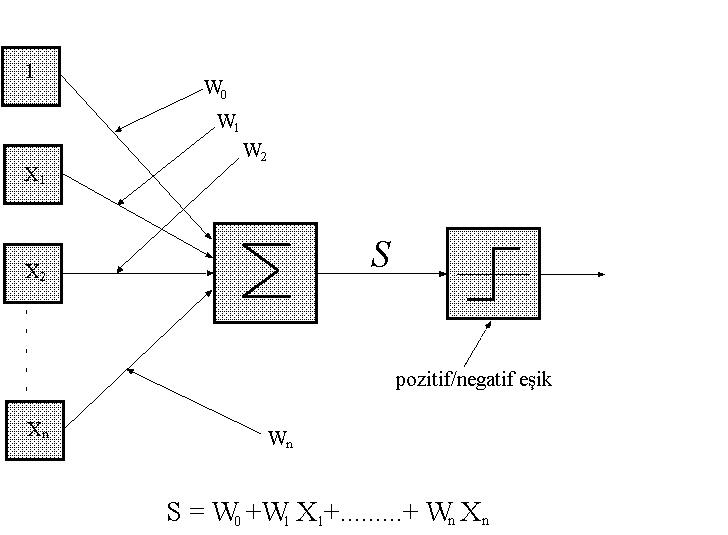 1
W₀
W₁
W₂
X₁
X₂
S
pozitif/negatif eşik
Xₙ
Wₙ
S = W₀ +W₁ X₁+.........+ Wₙ Xₙ